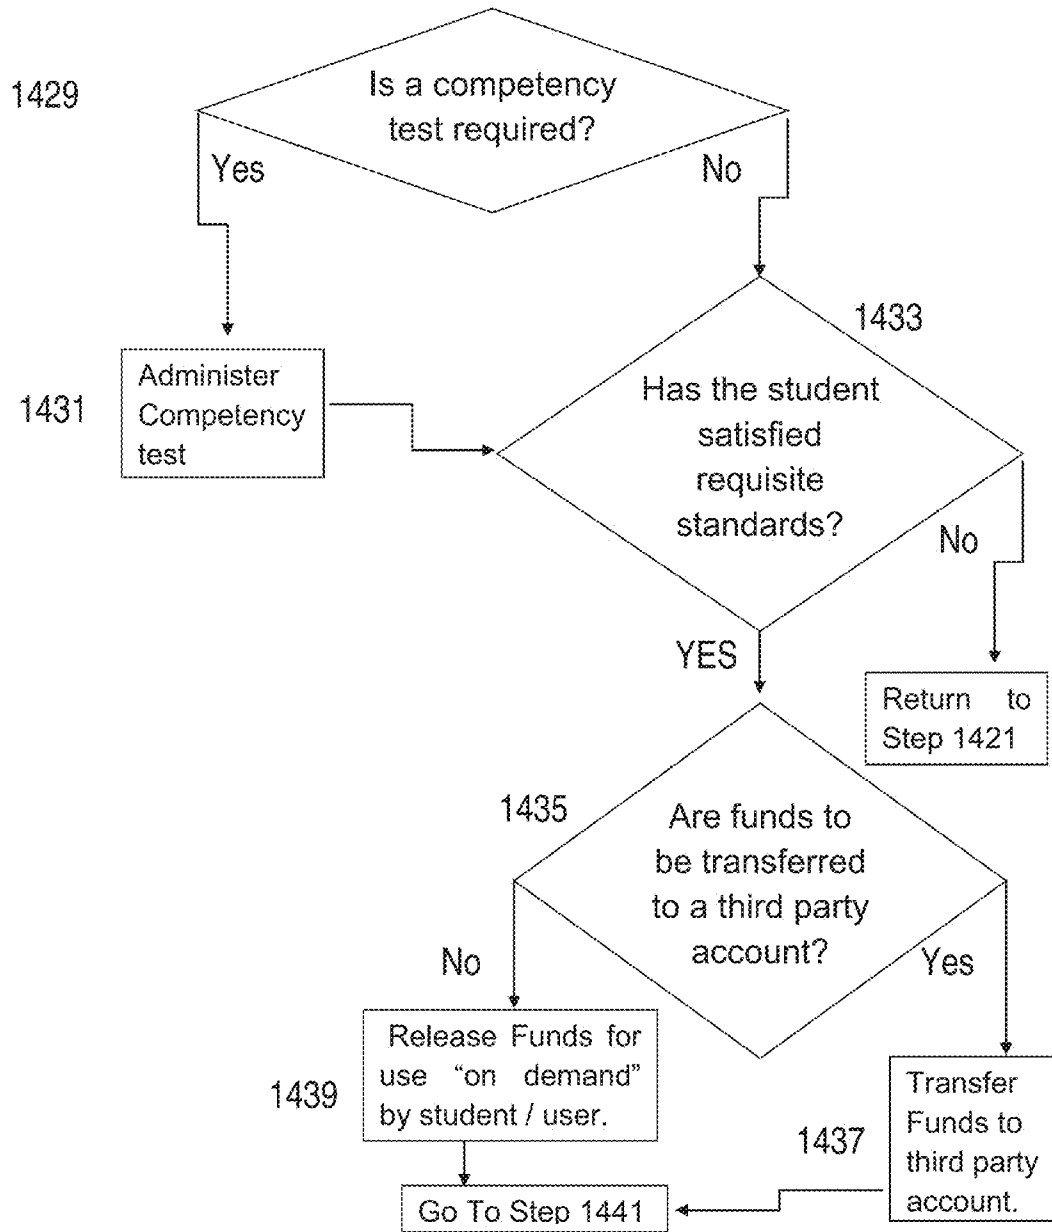 Is a competency
test required?
1429
Yes
No
1433
Administer
Competency
test
1431
Has the student
satisfied
requisite
standards?
No
YES
Return to
Step 1421
1435
Are funds to
be transferred
to a third party
account?
No
Yes
Release Funds for
use “on demand”
by student / user.
1439
Transfer
Funds to
third party
account.
1437
Go To Step 1441